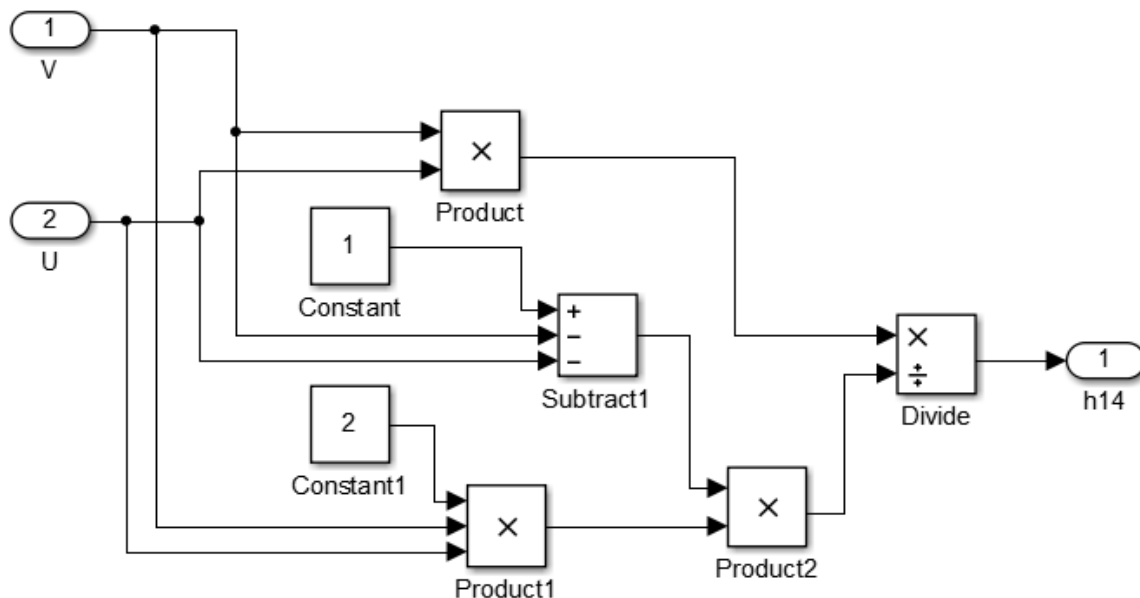 1
V
×
Product
2
U
1
Constant
+
−
−
Subtract1
×
÷
Divide
1
h14
2
Constant1
×
Product1
×
Product2